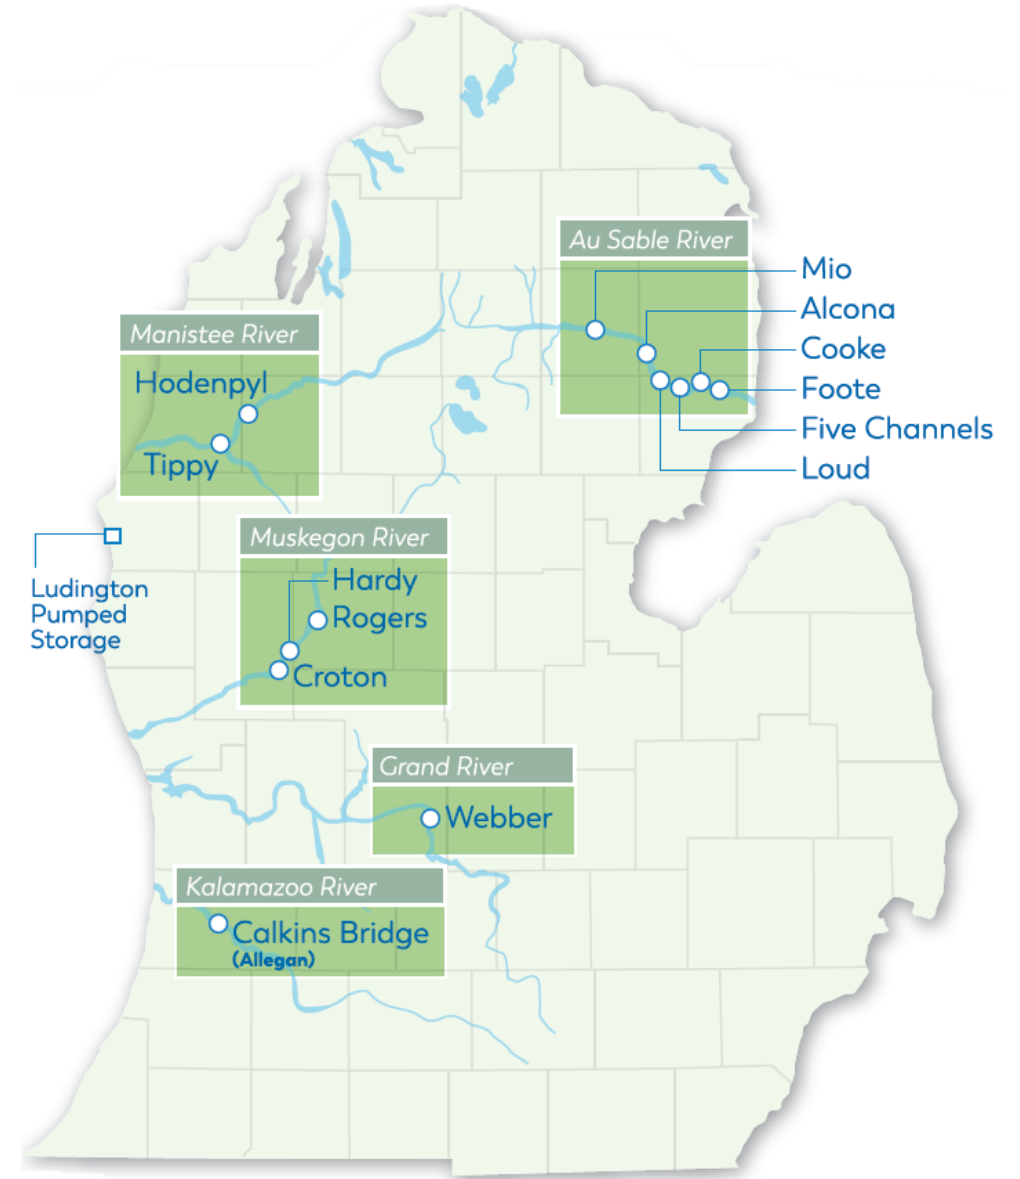 Au Sable River
Mio
Alcona
Cooke
Foote
Five Channels
Loud
Manistee River
Hodenpyl
Tippy
Ludington
Pumped
Storage
Muskegon River
Hardy
Rogers
Croton
Grand River
Webber
Kalamazoo River
Calkins Bridge
(Allegan)